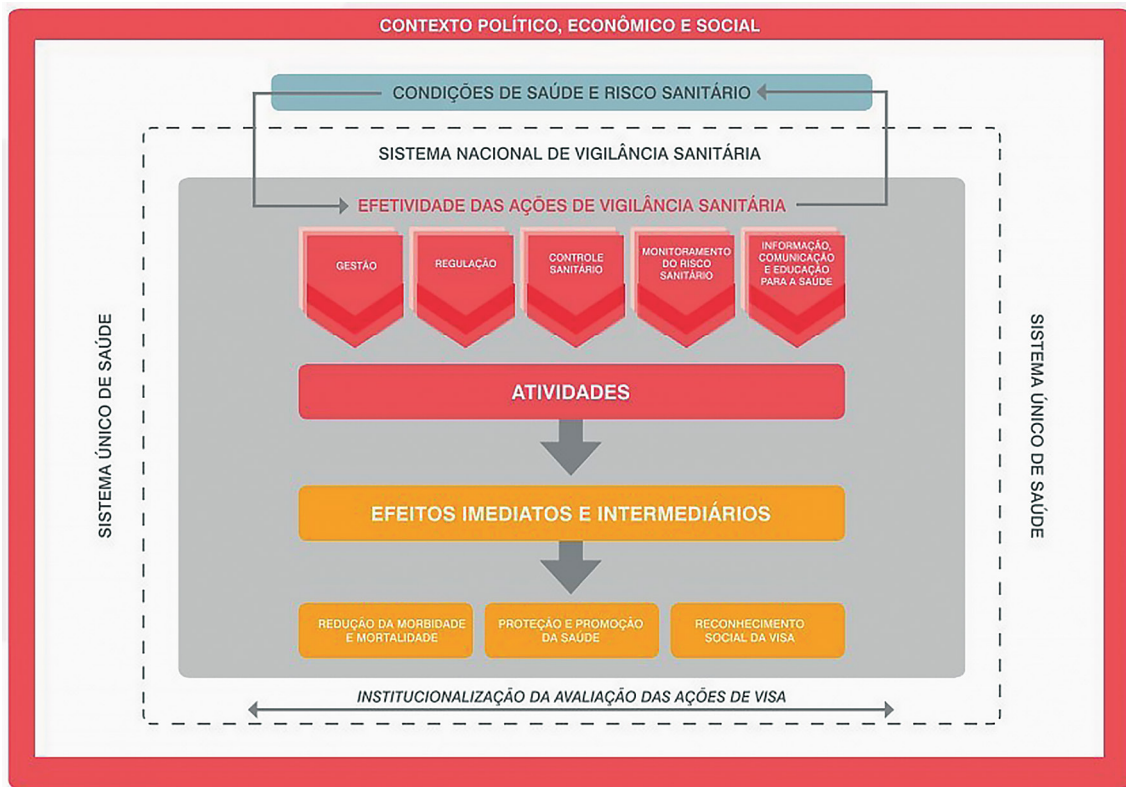 CONTEXTO POLÍTICO, ECONÔMICO E SOCIAL
CONDIÇÕES DE SAÚDE E RISCO SANITÁRIO
SISTEMA NACIONAL DE VIGILÂNCIA SANITÁRIA
EFETIVIDADE DAS AÇÕES DE VIGILÂNCIA SANITÁRIA
GESTÃO
REGULAÇÃO
CONTROLE
SANITÁRIO
MONITORAMENTO
DO RISCO
SANITÁRIO
INFORMAÇÃO,
COMUNICAÇÃO
E EDUCAÇÃO
PARA A SAÚDE
SISTEMA ÚNICO DE SAÚDE
SISTEMA ÚNICO DE SAÚDE
ATIVIDADES
EFEITOS IMEDIATOS E INTERMEDIÁRIOS
REDUÇÃO DA MORBIDADE
E MORTALIDADE
PROTEÇÃO E PROMOÇÃO
DA SAÚDE
RECONHECIMENTO
SOCIAL DA VISA
INSTITUCIONALIZAÇÃO DA AVALIAÇÃO DAS AÇÕES DE VISA